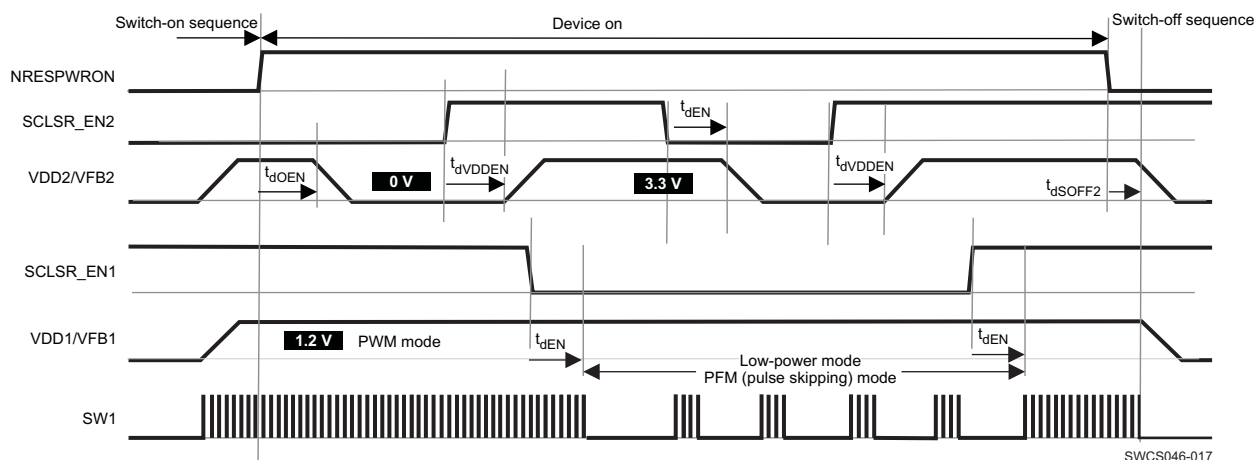 Switch-on sequence
Device on
Switch-off sequence
NRESPWRON
SCLSR_EN2
tdEN
VDD2/VFB2
tdOEN
0 V
tdVDDEN
3.3 V
tdVDDEN
tdSOFF2
SCLSR_EN1
VDD1/VFB1
1.2 V PWM mode
tdEN
Low-power mode
PFM (pulse skipping) mode
tdEN
SW1
SWCS046-017